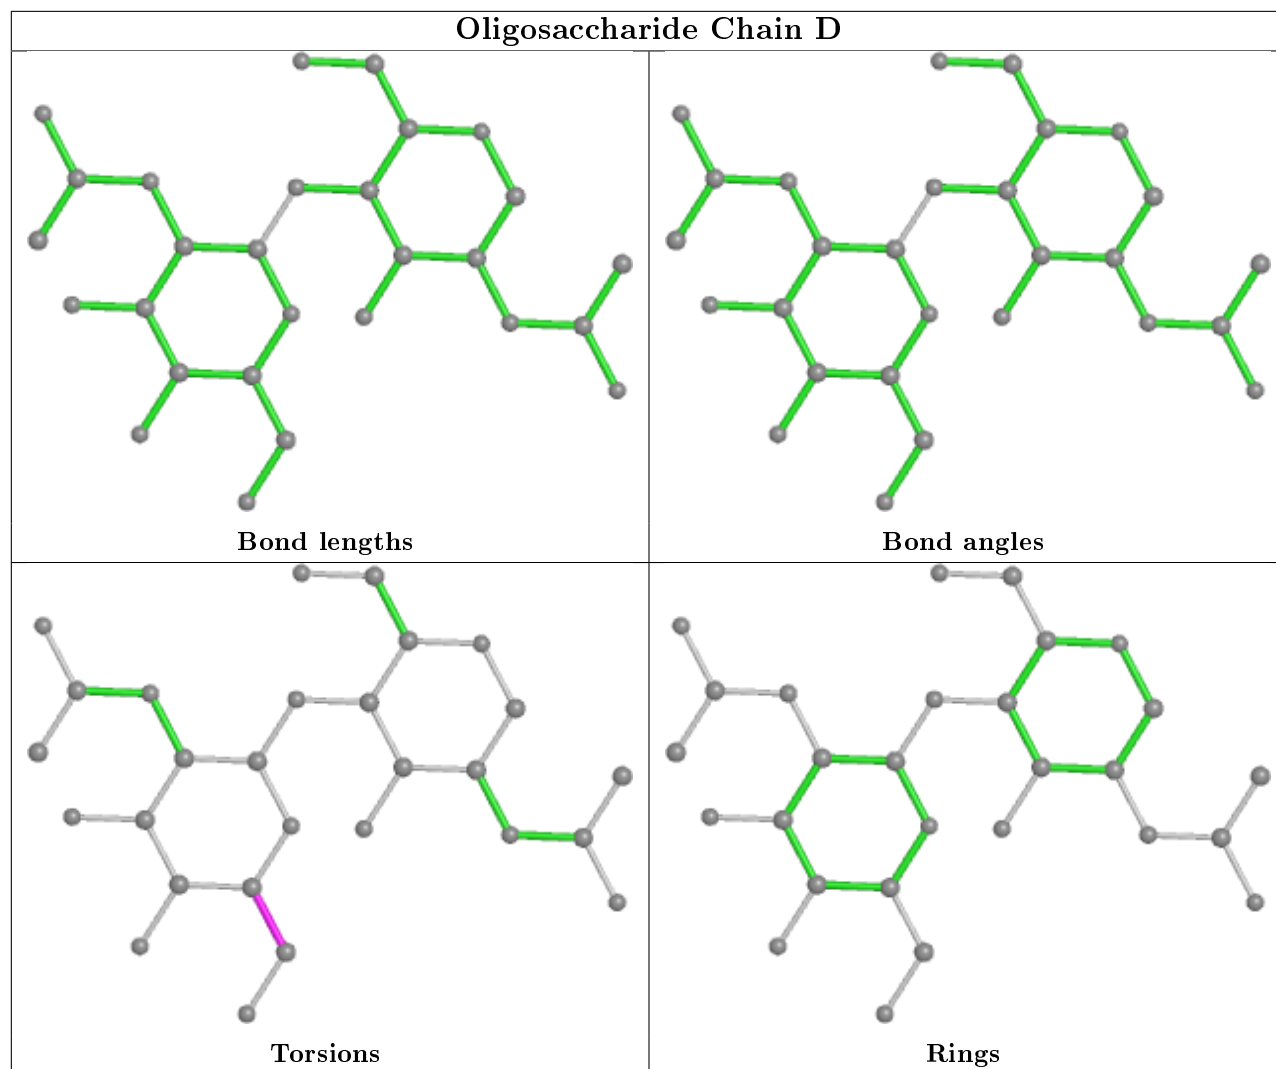 Oligosaccharide Chain D
Bond lengths
Bond angles
Torsions
Rings